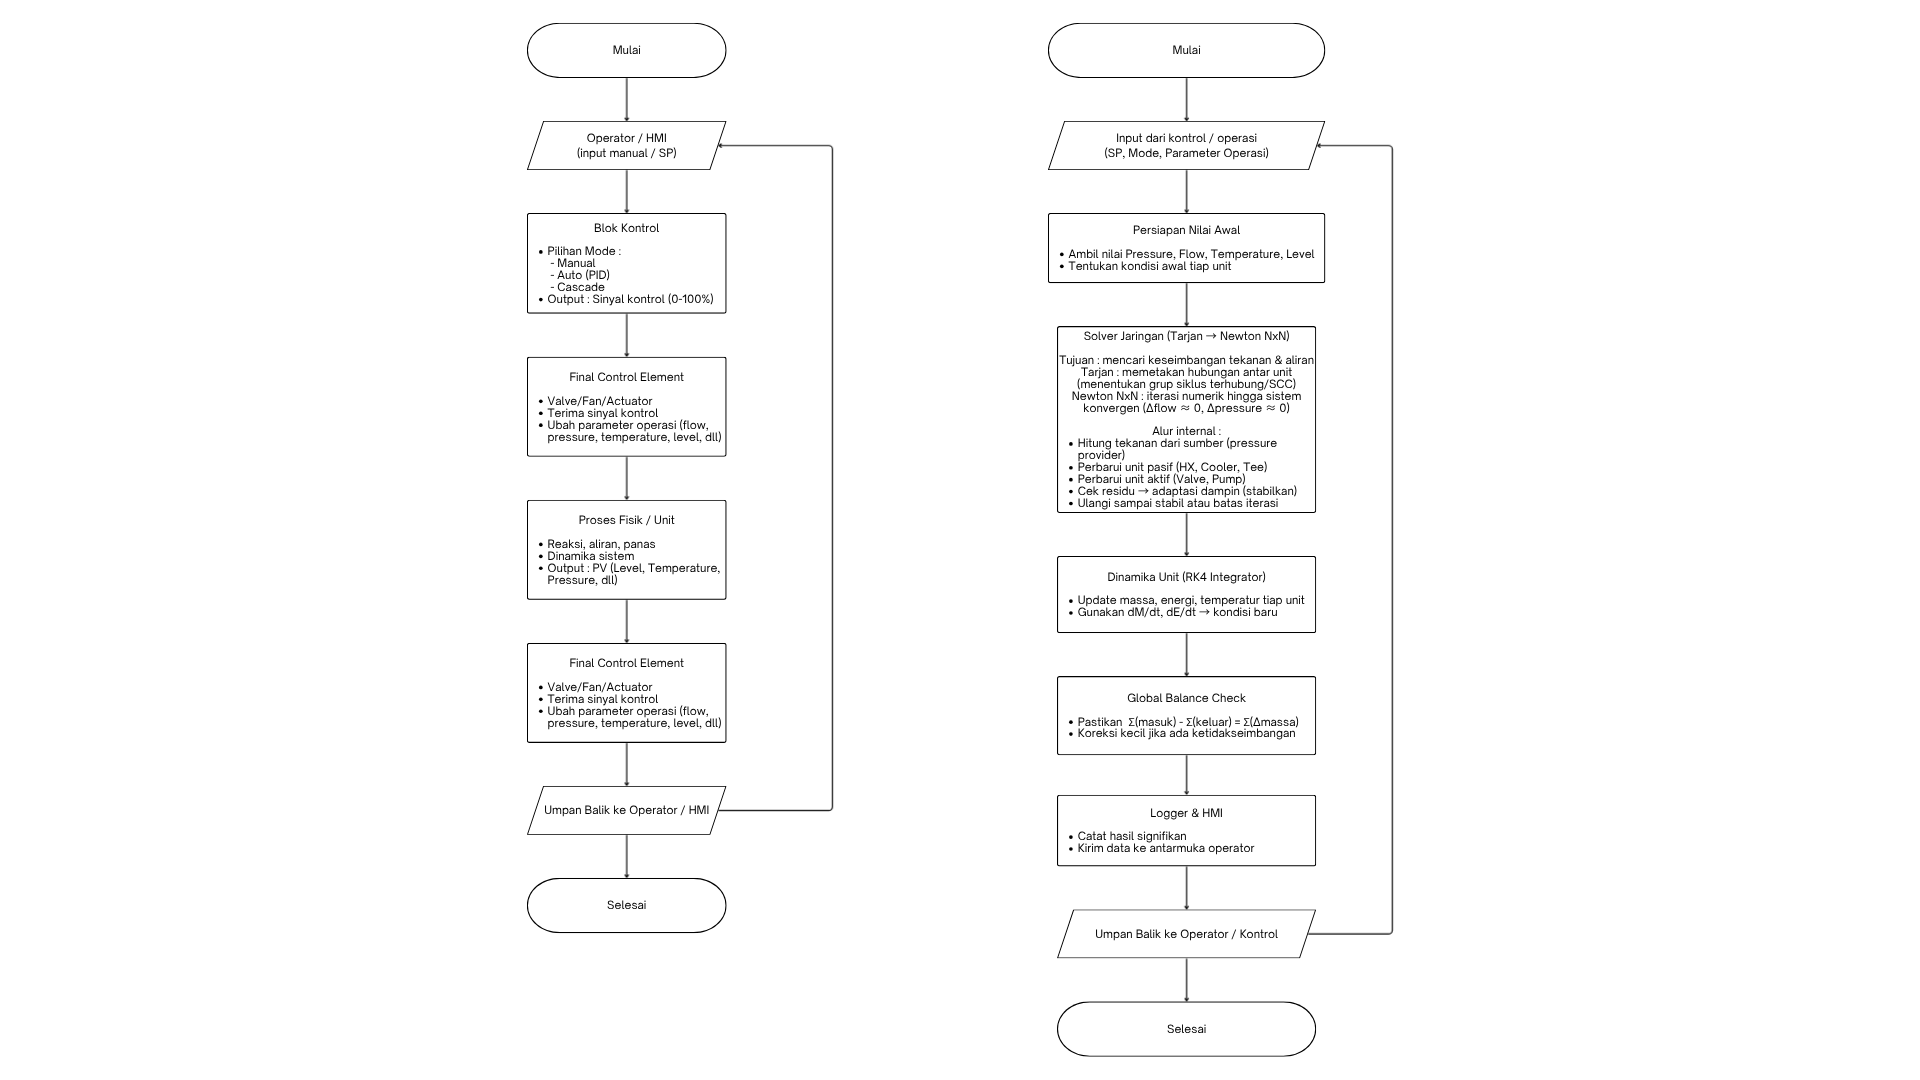 Mulai
Operator / HMI
(input manual / SP)
Blok Kontrol
• Pilihan Mode :
- Manual
- Auto (PID)
- Cascade
• Output : Sinyal kontrol (0-100%)
Final Control Element
• Valve/Fan/Actuator
• Terima sinyal kontrol
• Ubah parameter operasi (flow,
pressure, temperature, level, dll)
Proses Fisik / Unit
• Reaksi, aliran, panas
• Dinamika sistem
• Output : PV (Level, Temperature,
Pressure, dll)
Final Control Element
• Valve/Fan/Actuator
• Terima sinyal kontrol
• Ubah parameter operasi (flow,
pressure, temperature, level, dll)
Umpan Balik ke Operator / HMI
Selesai
Mulai
Input dari kontrol / operasi
(SP, Mode, Parameter Operasi)
Persiapan Nilai Awal
• Ambil nilai Pressure, Flow, Temperature, Level
• Tentukan kondisi awal tiap unit
Solver Jaringan (Tarjan → Newton NxN)
Tujuan : mencari keseimbangan tekanan & aliran
Tarjan : memetakan hubungan antar unit
(menentukan grup siklus terhubung/SCC)
Newton NxN : iterasi numerik hingga sistem
konvergen (Δflow ≈ 0, Δpressure ≈ 0)
Alur internal :
• Hitung tekanan dari sumber (pressure
provider)
• Perbarui unit pasif (HX, Cooler, Tee)
• Perbarui unit aktif (Valve, Pump)
• Cek residu → adaptasi dampin (stabilkan)
• Ulangi sampai stabil atau batas iterasi
Dinamika Unit (RK4 Integrator)
• Update massa, energi, temperatur tiap unit
• Gunakan dM/dt, dE/dt → kondisi baru
Global Balance Check
• Pastikan Σ(masuk) - Σ(keluar) = Σ(Δmassa)
• Koreksi kecil jika ada ketidakseimbangan
Logger & HMI
• Catat hasil signifikan
• Kirim data ke antarmuka operator
Umpan Balik ke Operator / Kontrol
Selesai